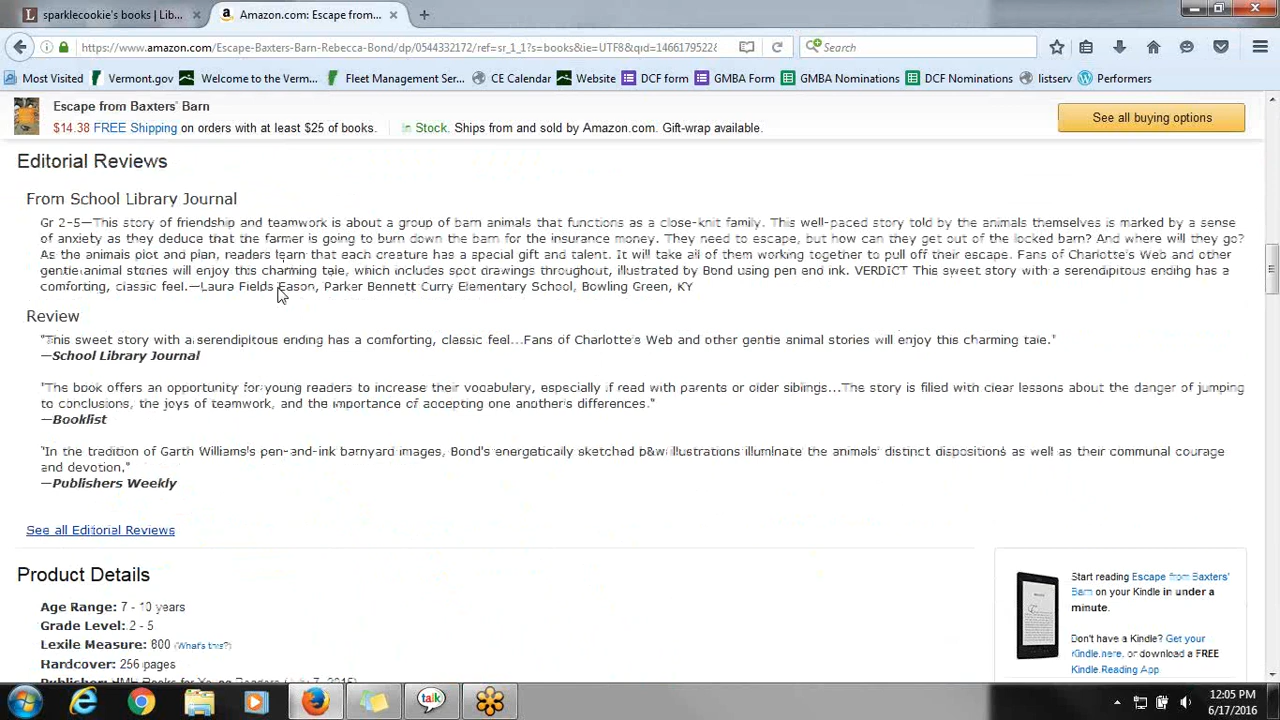 sparklecookie's books | Lib...
Amazon.com: Escape from...
https://www.amazon.com/Escape-Baxters-Barn-Rebecca-Bond/dp/0544332172/ref=sr_1_1?s=books&ie=UTF8&qid=1466179522&
Search
Most Visited
Vermont.gov
Welcome to the Verm...
Fleet Management Ser...
CE Calendar
Website
DCF form
GMBA Form
GMBA Nominations
DCF Nominations
listserv
Performers
Escape from Baxters' Barn
$14.38 FREE Shipping on orders with at least $25 of books.
In Stock. Ships from and sold by Amazon.com. Gift-wrap available.
See all buying options
Editorial Reviews
From School Library Journal
Gr 2–5—This story of friendship and teamwork is about a group of barn animals that functions as a close-knit family. This well-paced story told by the animals themselves is marked by a sense
of anxiety as they deduce that the farmer is going to burn down the barn for the insurance money. They need to escape, but how can they get out of the locked barn? And where will they go?
As the animals plot and plan, readers learn that each creature has a special gift and talent. It will take all of them working together to pull off their escape. Fans of Charlotte's Web and other
gentle animal stories will enjoy this charming tale, which includes spot drawings throughout, illustrated by Bond using pen and ink. VERDICT This sweet story with a serendipitous ending has a
comforting, classic feel.—Laura Fields Eason, Parker Bennett Curry Elementary School, Bowling Green, KY
Review
"This sweet story with a serendipitous ending has a comforting, classic feel...Fans of Charlotte's Web and other gentle animal stories will enjoy this charming tale."
—School Library Journal
"The book offers an opportunity for young readers to increase their vocabulary, especially if read with parents or older siblings...The story is filled with clear lessons about the danger of jumping
to conclusions, the joys of teamwork, and the importance of accepting one another's differences."
—Booklist
"In the tradition of Garth Williams's pen-and-ink barnyard images, Bond's energetically sketched b&w illustrations illuminate the animals' distinct dispositions as well as their communal courage
and devotion."
—Publishers Weekly
See all Editorial Reviews
Product Details
Age Range: 7 - 10 years
Grade Level: 2 - 5
Lexile Measure: 800 (What's this?)
Hardcover: 256 pages
Publisher: HMH Books for Young Readers (July 7, 2015)
Start reading Escape from Baxters'
Barn on your Kindle in under a
minute.
Don't have a Kindle? Get your
Kindle here, or download a FREE
Kindle Reading App
talk
12:05 PM
6/17/2016